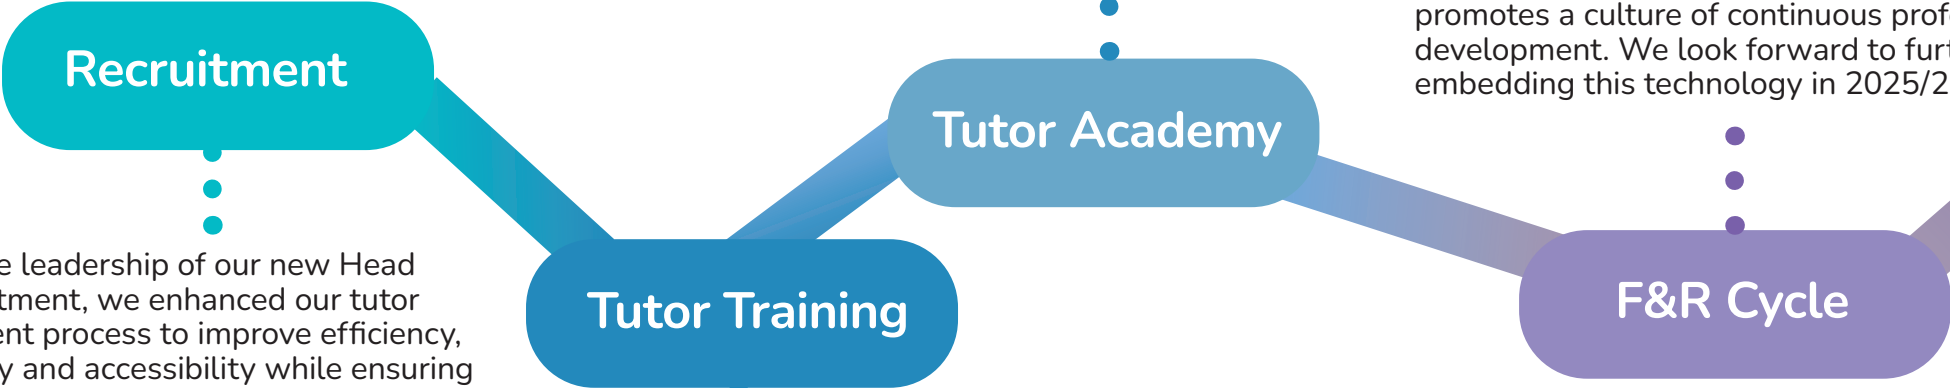 Recruitment
leadership of our new Head
we enhanced our tutor
process to improve efficiency,
and accessibility while ensuring
Tutor Training
Tutor Academy
promotes a culture of continuous
development. We look forward to
embedding this technology in
F&R Cycle